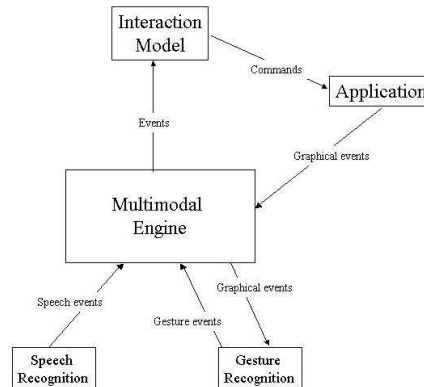 Interaction
Model
Commands
Application
Events
Graphical events
Multimodal
Engine
Speech events
Graphical events
Gesture events
Speech
Recognition
Gesture
Recognition